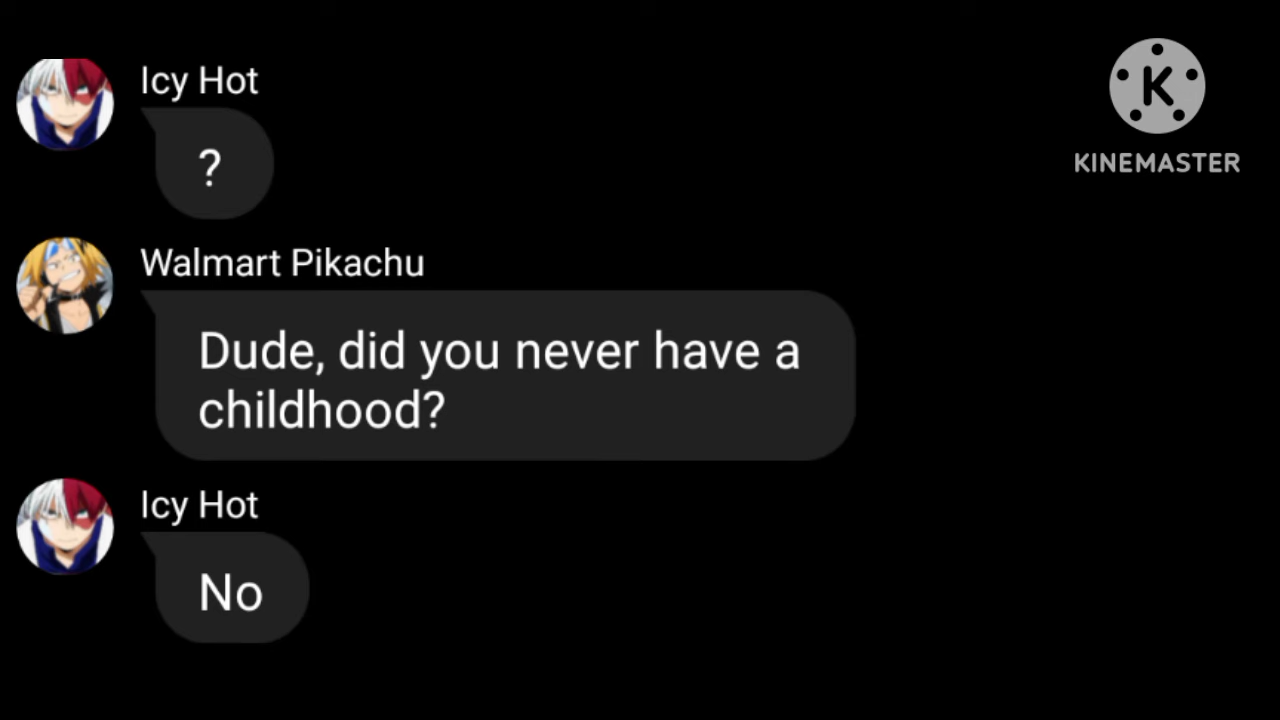 Icy Hot
?
Walmart Pikachu
Dude, did you never have a
childhood?
Icy Hot
No
K
KINEMASTER